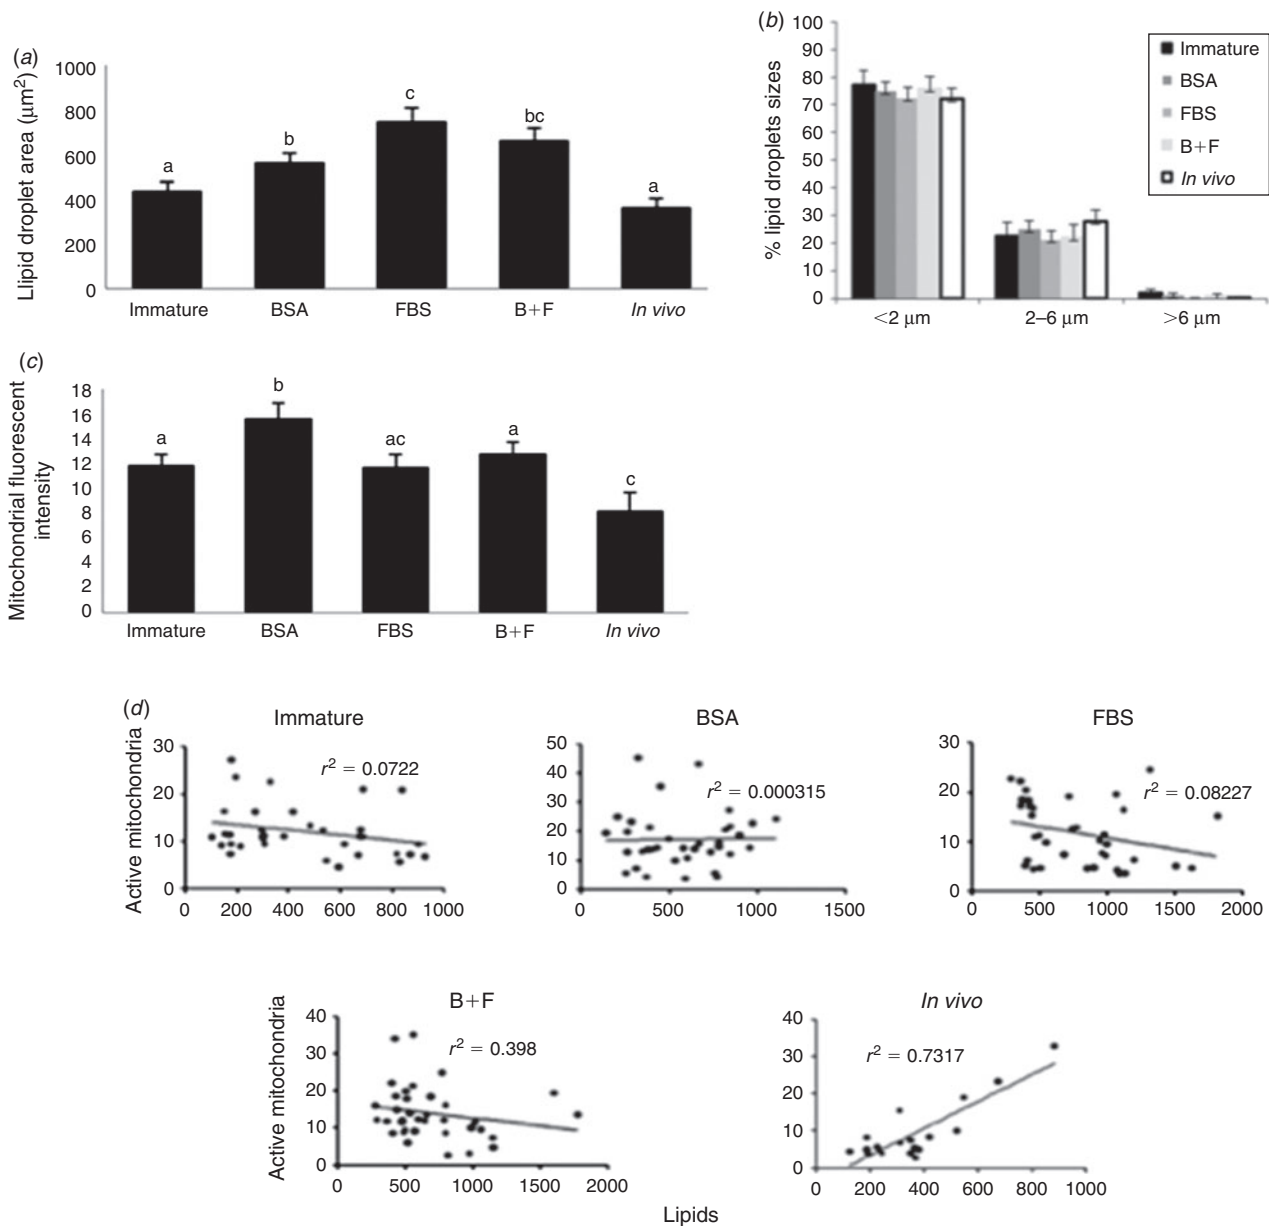 (a)
Llipid droplet area (μm2)
1000
800
600
400
200
0
a
b
c
bc
a
Immature BSA FBS B+F In vivo
(b)
% lipid droplets sizes
100
90
80
70
60
50
40
30
20
10
0
<2 μm 2–6 μm >6 μm
Immature
BSA
FBS
B+F
In vivo
(c)
Mitochondrial fluorescent
intensity
18
16
14
12
10
8
6
4
2
0
a
b
ac
a
c
Immature BSA FBS B+F In vivo
(d)
Immature
Active mitochondria
30
20
10
0
r2 = 0.0722
0 200 400 600 800 1000
BSA
50
40
30
20
10
0
r2 = 0.000315
0 500 1000 1500
FBS
30
20
10
0
r2 = 0.08227
0 500 1000 1500 2000
B+F
Active mitochondria
40
30
20
10
0
r2 = 0.398
0 500 1000 1500 2000
In vivo
40
30
20
10
0
r2 = 0.7317
0 200 400 600 800 1000
Lipids